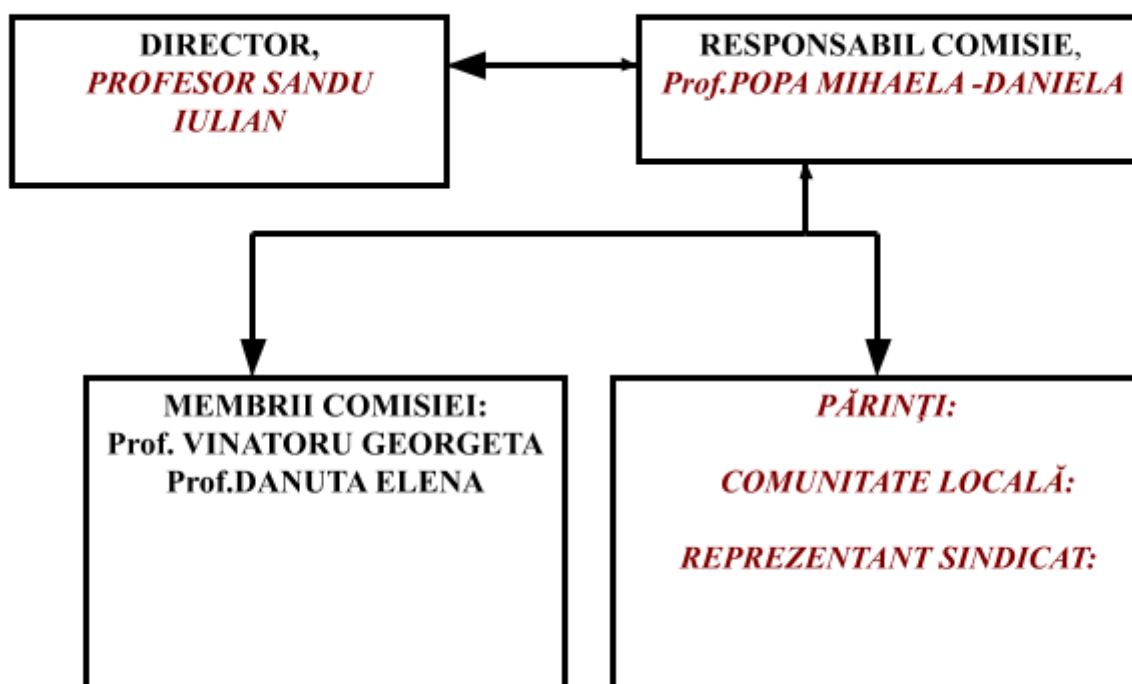 DIRECTOR,
PROFESOR SANDU
IULIAN
RESPONSABIL COMISIE,
Prof.POPA MIHAELA -DANIELA
MEMBRII COMISIEI:
Prof. VINATORU GEORGETA
Prof.DANUTA ELENA
PĂRINŢI:
COMUNITATE LOCALĂ:
REPREZENTANT SINDICAT: